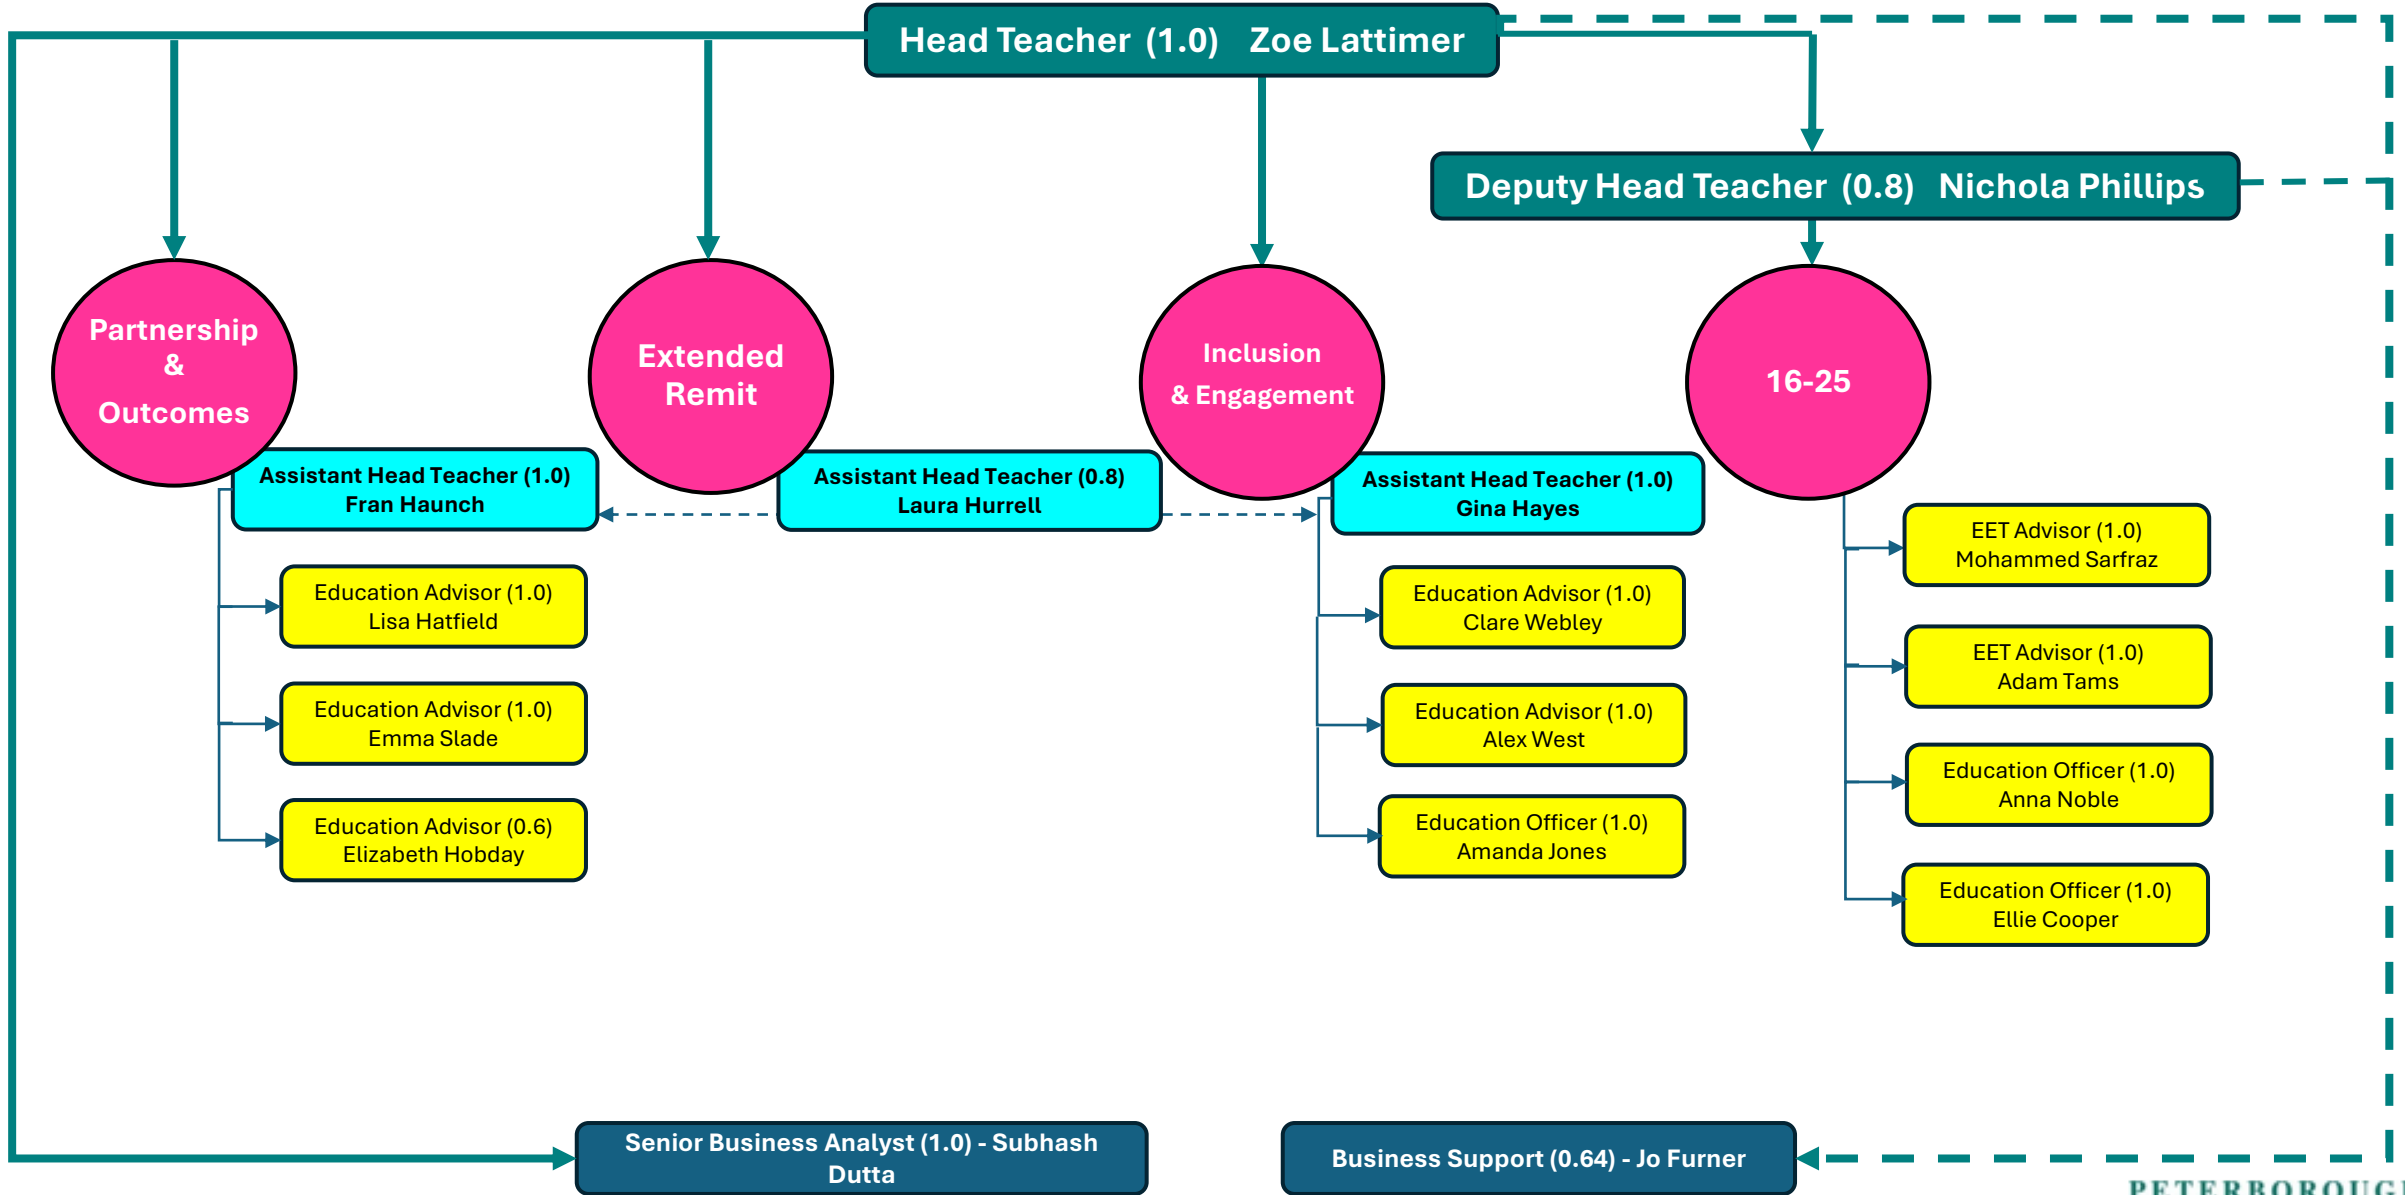 Head Teacher (1.0) Zoe Lattimer
Deputy Head Teacher (0.8) Nichola Phillips
Partnership
&
Outcomes
Extended
Remit
Inclusion
& Engagement
16-25
Assistant Head Teacher (1.0)
Fran Haunch
Assistant Head Teacher (0.8)
Laura Hurrell
Assistant Head Teacher (1.0)
Gina Hayes
Education Advisor (1.0)
Lisa Hatfield
Education Advisor (1.0)
Emma Slade
Education Advisor (0.6)
Elizabeth Hobday
Education Advisor (1.0)
Clare Webley
Education Advisor (1.0)
Alex West
Education Officer (1.0)
Amanda Jones
EET Advisor (1.0)
Mohammed Sarfraz
EET Advisor (1.0)
Adam Tams
Education Officer (1.0)
Anna Noble
Education Officer (1.0)
Ellie Cooper
Senior Business Analyst (1.0) - Subhash
Dutta
Business Support (0.64) - Jo Furner